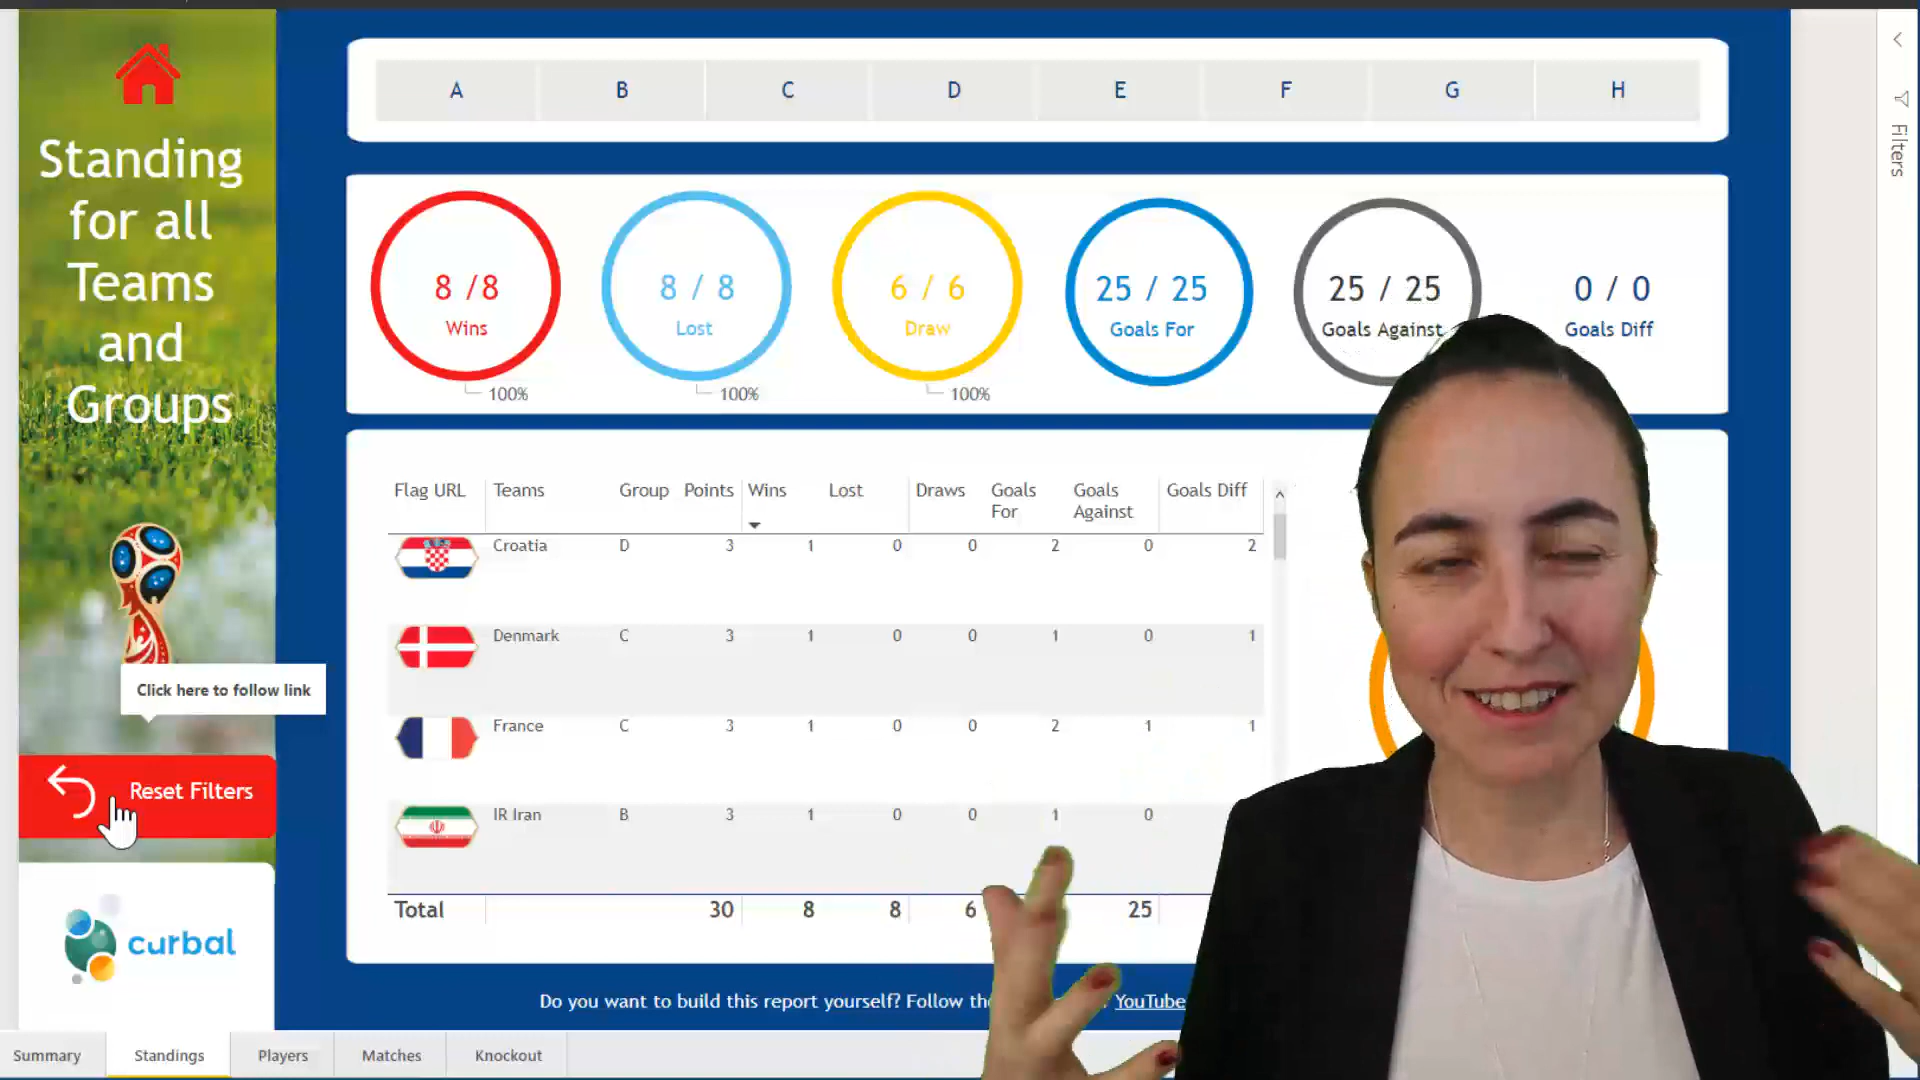 Standing
for all
Teams
and
Groups
Click here to follow link
Reset Filters
curbal
A B C D E F G H
8 /8 8 / 8 6 / 6 25 / 25 25 / 25 0 / 0
Wins Lost Draw Goals For Goals Against Goals Diff
100% 100% 100%
Flag URL Teams Group Points Wins Lost Draws Goals For Goals Against Goals Diff
Croatia D 3 1 0 0 2 0 2
Denmark C 3 1 0 0 1 0 1
France C 3 1 0 0 2 1 1
IR Iran B 3 1 0 0 1 0
Total 30 8 8 6 25
Do you want to build this report yourself? Follow YouTube
Filters
Summary Standings Players Matches Knockout